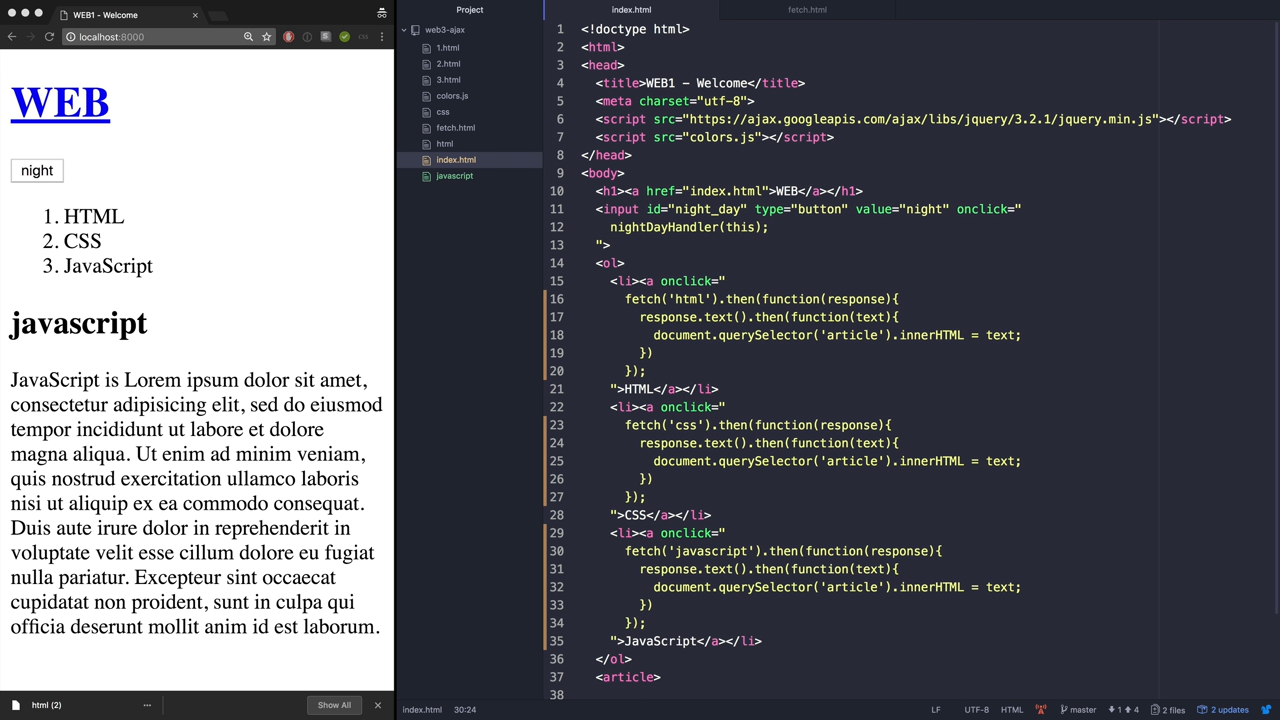 WEB1 - Welcome
localhost:8000
WEB
night
1. HTML
2. CSS
3. JavaScript
javascript
JavaScript is Lorem ipsum dolor sit amet,
consectetur adipisicing elit, sed do eiusmod
tempor incididunt ut labore et dolore
magna aliqua. Ut enim ad minim veniam,
quis nostrud exercitation ullamco laboris
nisi ut aliquip ex ea commodo consequat.
Duis aute irure dolor in reprehenderit in
voluptate velit esse cillum dolore eu fugiat
nulla pariatur. Excepteur sint occaecat
cupidatat non proident, sunt in culpa qui
officia deserunt mollit anim id est laborum.
html (2)
Show All
Project
web3-ajax
1.html
2.html
3.html
colors.js
css
fetch.html
html
index.html
javascript
index.html
fetch.html
1 <!doctype html>
2 <html>
3 <head>
4 <title>WEB1 - Welcome</title>
5 <meta charset="utf-8">
6 <script src="https://ajax.googleapis.com/ajax/libs/jquery/3.2.1/jquery.min.js"></script>
7 <script src="colors.js"></script>
8 </head>
9 <body>
10 <h1><a href="index.html">WEB</a></h1>
11 <input id="night_day" type="button" value="night" onclick="
12 nightDayHandler(this);
13 ">
14 <ol>
15 <li><a onclick="
16 fetch('html').then(function(response){
17 response.text().then(function(text){
18 document.querySelector('article').innerHTML = text;
19 })
20 });
21 ">HTML</a></li>
22 <li><a onclick="
23 fetch('css').then(function(response){
24 response.text().then(function(text){
25 document.querySelector('article').innerHTML = text;
26 })
27 });
28 ">CSS</a></li>
29 <li><a onclick="
30 fetch('javascript').then(function(response){
31 response.text().then(function(text){
32 document.querySelector('article').innerHTML = text;
33 })
34 });
35 ">JavaScript</a></li>
36 </ol>
37 <article>
38
index.html 30:24
LF UTF-8 HTML master 1 4 2 files 2 updates